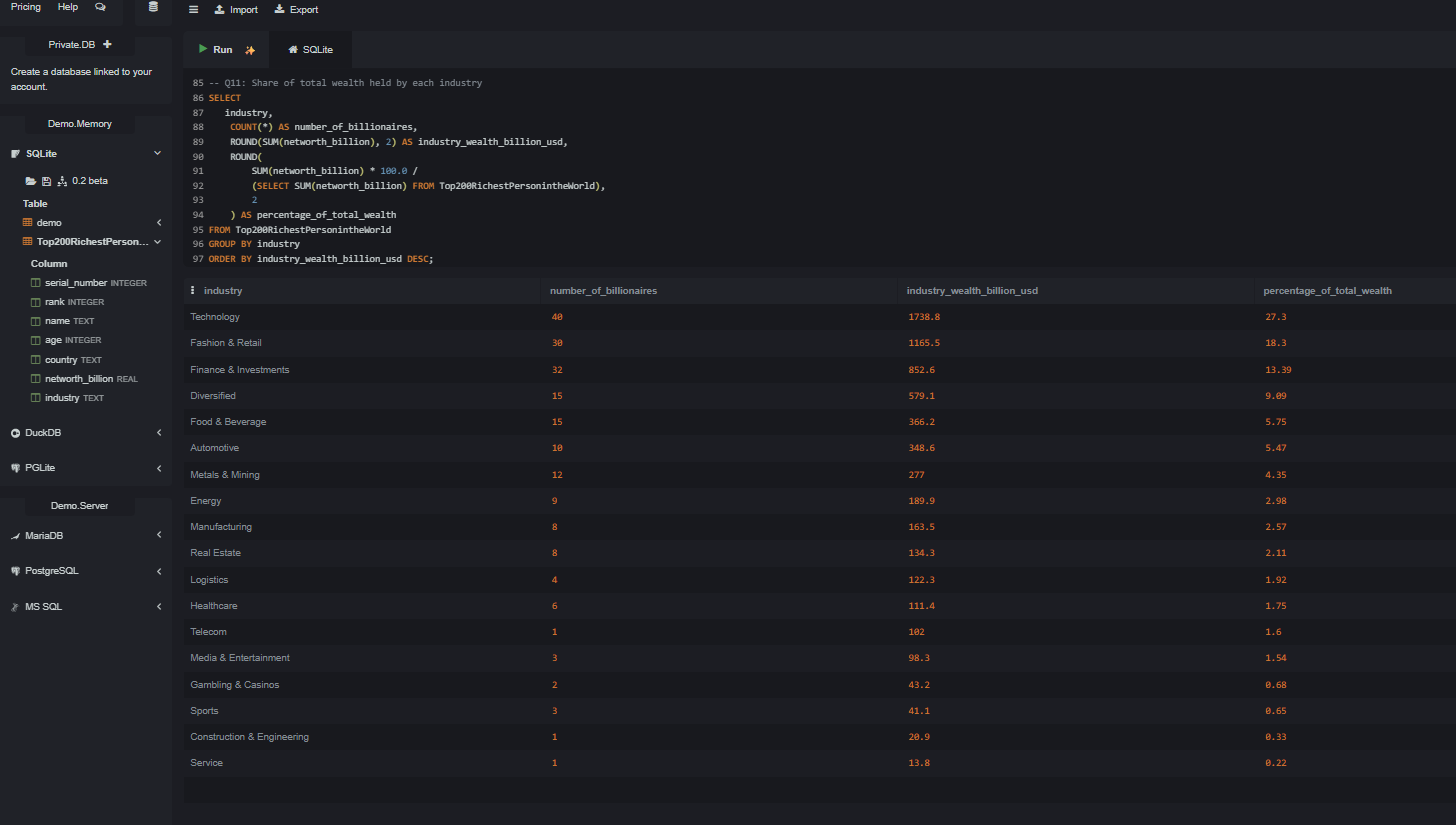 Pricing Help
Import Export
Private.DB
Create a database linked to your
account.
Demo.Memory
SQLite
0.2 beta
Table
demo
Top200RichestPerson...
Column
serial_number INTEGER
rank INTEGER
name TEXT
age INTEGER
country TEXT
networth_billion REAL
industry TEXT
DuckDB
PGLite
Demo.Server
MariaDB
PostgreSQL
MS SQL
Run SQLite
85 -- Q11: Share of total wealth held by each industry
86 SELECT
87 industry,
88 COUNT(*) AS number_of_billionaires,
89 ROUND(SUM(networth_billion), 2) AS industry_wealth_billion_usd,
90 ROUND(
91 SUM(networth_billion) * 100.0 /
92 (SELECT SUM(networth_billion) FROM Top200RichestPersonintheWorld),
93 2
94 ) AS percentage_of_total_wealth
95 FROM Top200RichestPersonintheWorld
96 GROUP BY industry
97 ORDER BY industry_wealth_billion_usd DESC;
industry number_of_billionaires industry_wealth_billion_usd percentage_of_total_wealth
Technology 40 1738.8 27.3
Fashion & Retail 30 1165.5 18.3
Finance & Investments 32 852.6 13.39
Diversified 15 579.1 9.09
Food & Beverage 15 366.2 5.75
Automotive 10 348.6 5.47
Metals & Mining 12 277 4.35
Energy 9 189.9 2.98
Manufacturing 8 163.5 2.57
Real Estate 8 134.3 2.11
Logistics 4 122.3 1.92
Healthcare 6 111.4 1.75
Telecom 1 102 1.6
Media & Entertainment 3 98.3 1.54
Gambling & Casinos 2 43.2 0.68
Sports 3 41.1 0.65
Construction & Engineering 1 20.9 0.33
Service 1 13.8 0.22